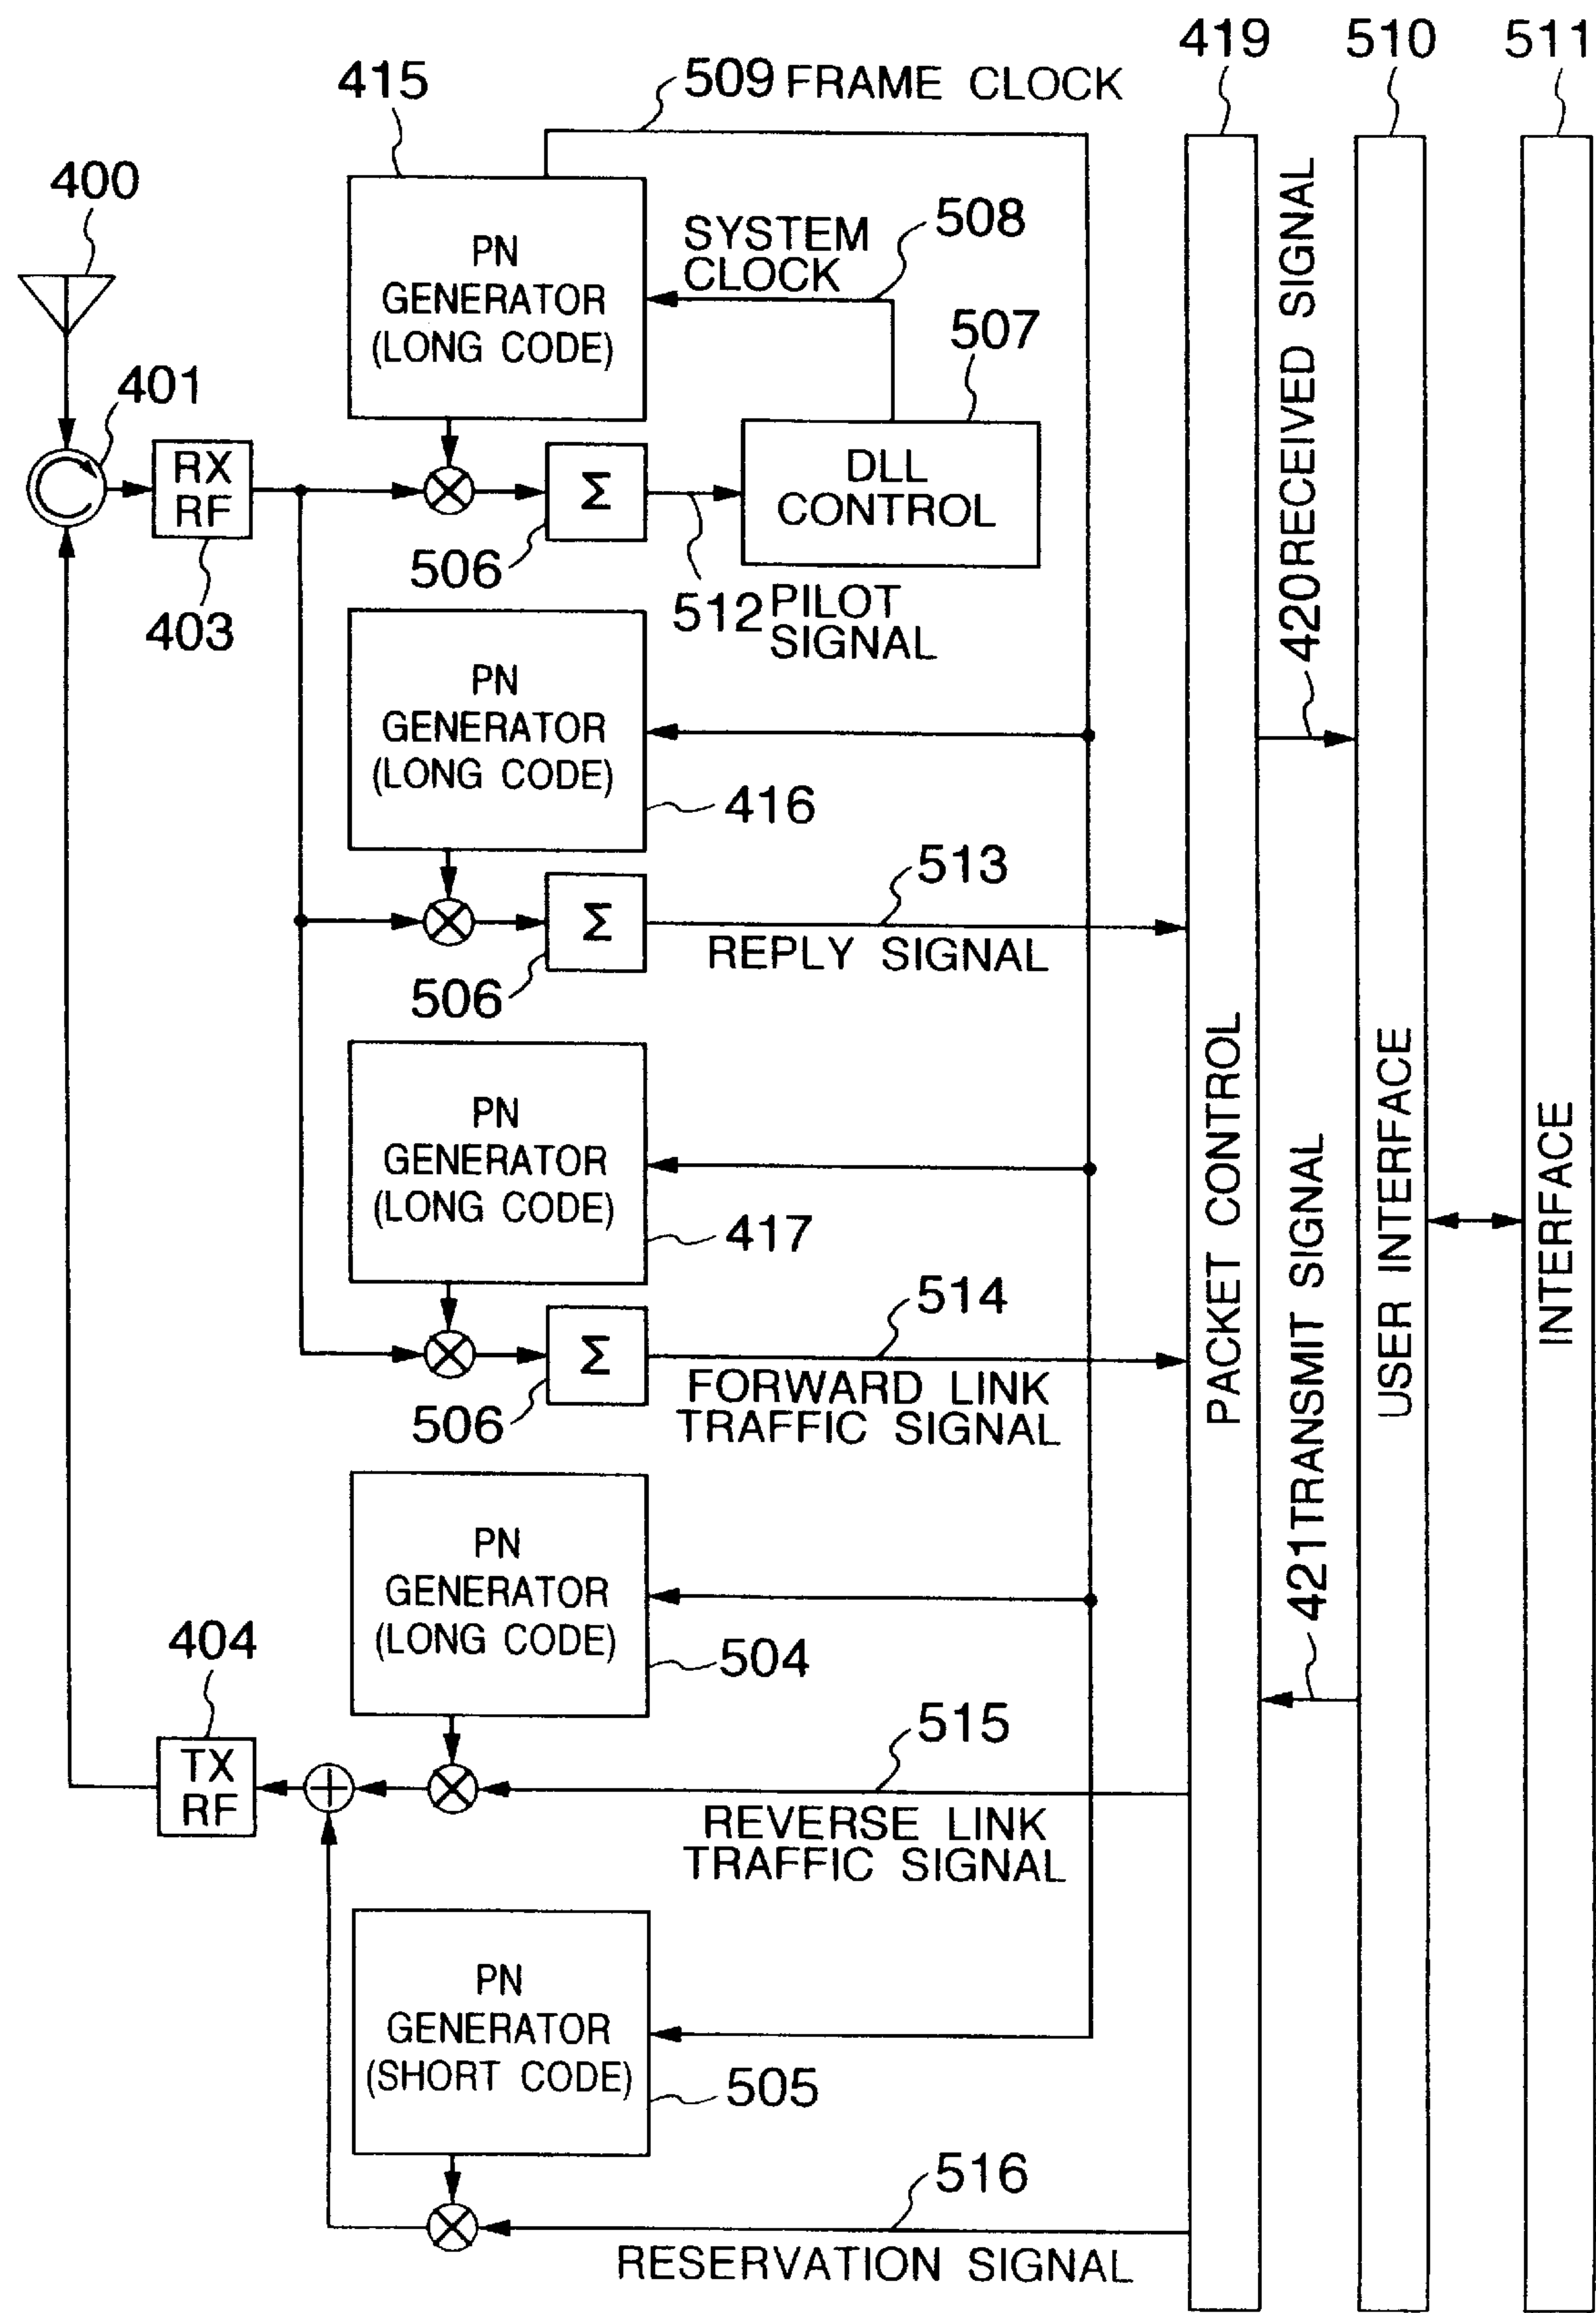 419
510
511
509 FRAME CLOCK
415
400
PN
GENERATOR
(LONG CODE)
SYSTEM
CLOCK
508
507
401
RX
RF
403
Σ
506
DLL
CONTROL
512 PILOT
SIGNAL
PN
GENERATOR
(LONG CODE)
416
Σ
506
513
REPLY SIGNAL
PN
GENERATOR
(LONG CODE)
417
Σ
506
514
FORWARD LINK
TRAFFIC SIGNAL
PN
GENERATOR
(LONG CODE)
504
404
TX
RF
515
REVERSE LINK
TRAFFIC SIGNAL
PN
GENERATOR
(SHORT CODE)
505
516
RESERVATION SIGNAL
PACKET CONTROL
420 RECEIVED SIGNAL
421 TRANSMIT SIGNAL
USER INTERFACE
INTERFACE